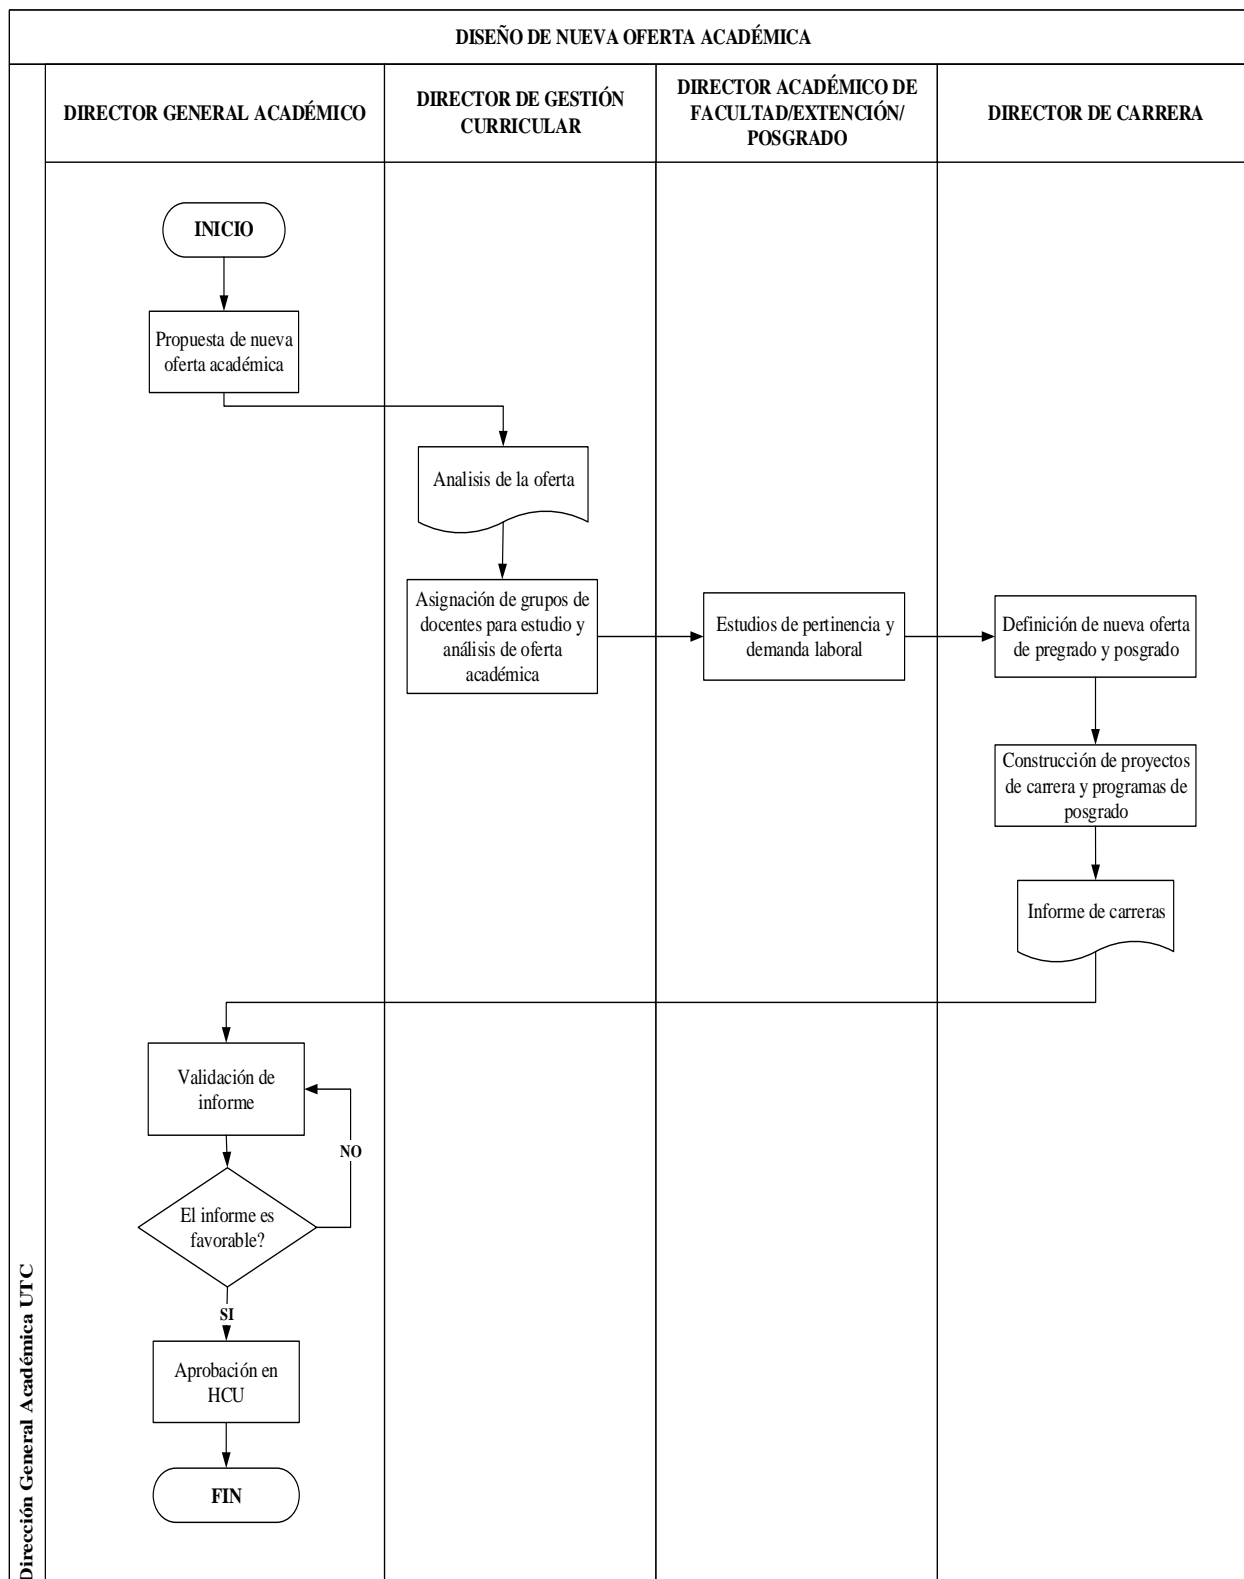 DISEÑO DE NUEVA OFERTA ACADÉMICA
DIRECTOR GENERAL ACADÉMICO
DIRECTOR DE GESTIÓN
CURRICULAR
DIRECTOR ACADÉMICO DE
FACULTAD/EXTENCIÓN/
POSGRADO
DIRECTOR DE CARRERA
INICIO
Propuesta de nueva
oferta académica
Analisis de la oferta
Asignación de grupos de
docentes para estudio y
análisis de oferta
académica
Estudios de pertinencia y
demanda laboral
Definición de nueva oferta
de pregrado y posgrado
Construcción de proyectos
de carrera y programas de
posgrado
Informe de carreras
Validación de
informe
NO
El informe es
favorable?
SI
Aprobación en
HCU
FIN
Dirección General Académica UTC